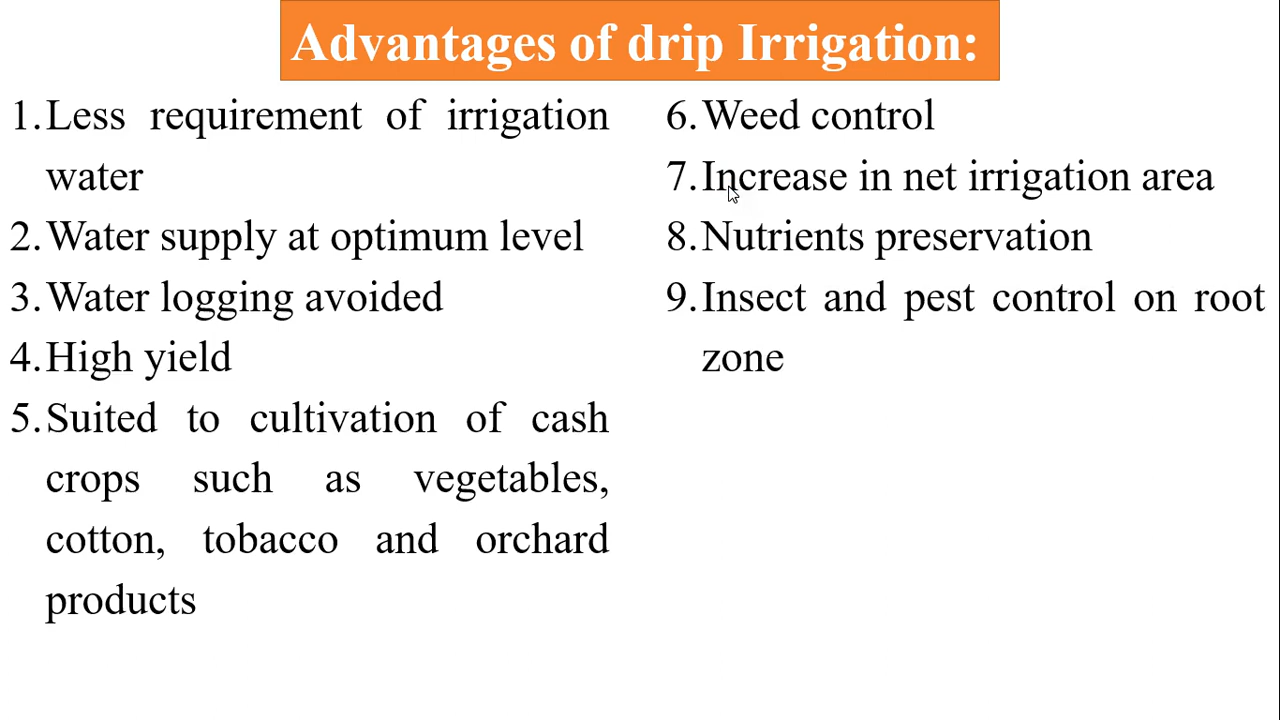 Advantages of drip Irrigation:
1. Less requirement of irrigation
water
2. Water supply at optimum level
3. Water logging avoided
4. High yield
5. Suited to cultivation of cash
crops such as vegetables,
cotton, tobacco and orchard
products
6. Weed control
7. Increase in net irrigation area
8. Nutrients preservation
9. Insect and pest control on root
zone